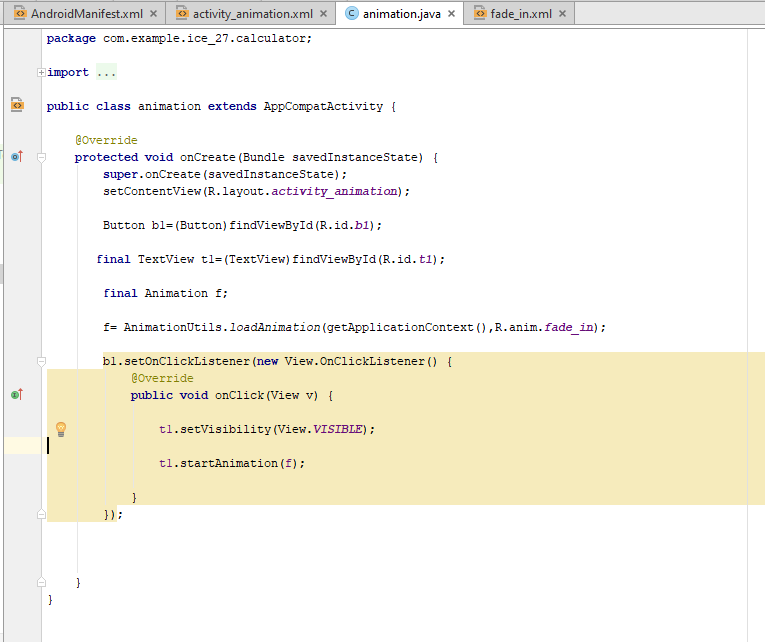 AndroidManifest.xml × activity_animation.xml × animation.java × fade_in.xml ×
package com.example.ice_27.calculator;
import ...
public class animation extends AppCompatActivity {
@Override
protected void onCreate(Bundle savedInstanceState) {
super.onCreate(savedInstanceState);
setContentView(R.layout.activity_animation);
Button b1=(Button)findViewById(R.id.b1);
final TextView t1=(TextView)findViewById(R.id.t1);
final Animation f;
f= AnimationUtils.loadAnimation(getApplicationContext(),R.anim.fade_in);
b1.setOnClickListener(new View.OnClickListener() {
@Override
public void onClick(View v) {
t1.setVisibility(View.VISIBLE);
t1.startAnimation(f);
}
});
}
}